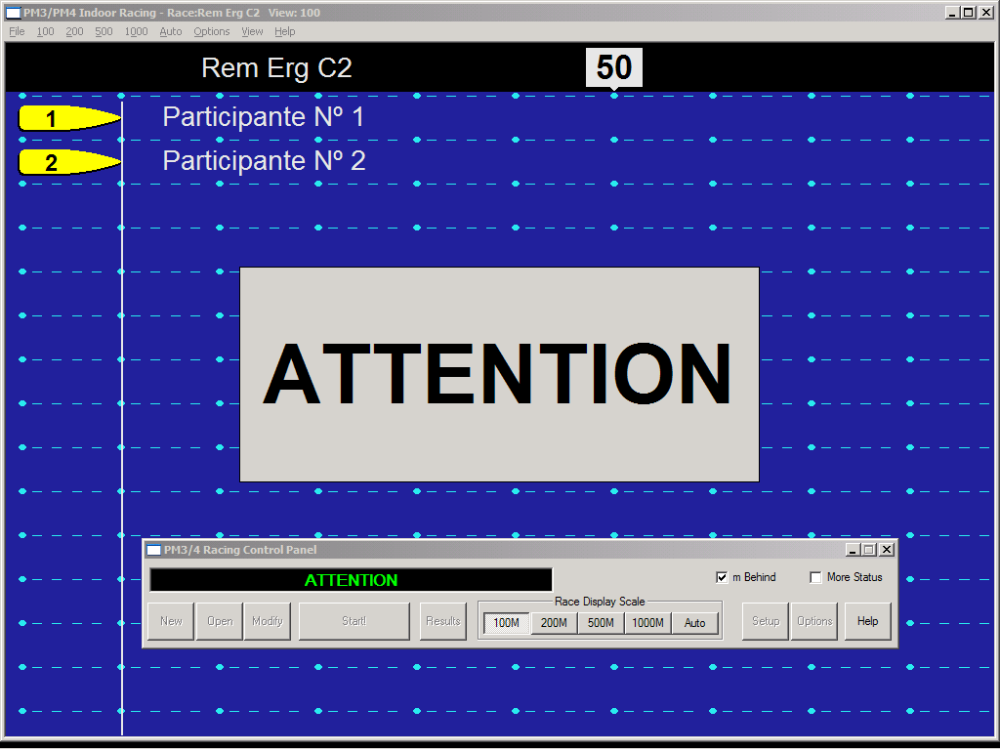 PM3/PM4 Indoor Racing - Race:Rem Erg C2   View: 100
File 100 200 500 1000 Auto Options View Help
Rem Erg C2
50
1 Participante Nº 1
2 Participante Nº 2
ATTENTION
PM3/4 Racing Control Panel
ATTENTION
m Behind
More Status
Race Display Scale
New Open Modify Start! Results 100M 200M 500M 1000M Auto Setup Options Help